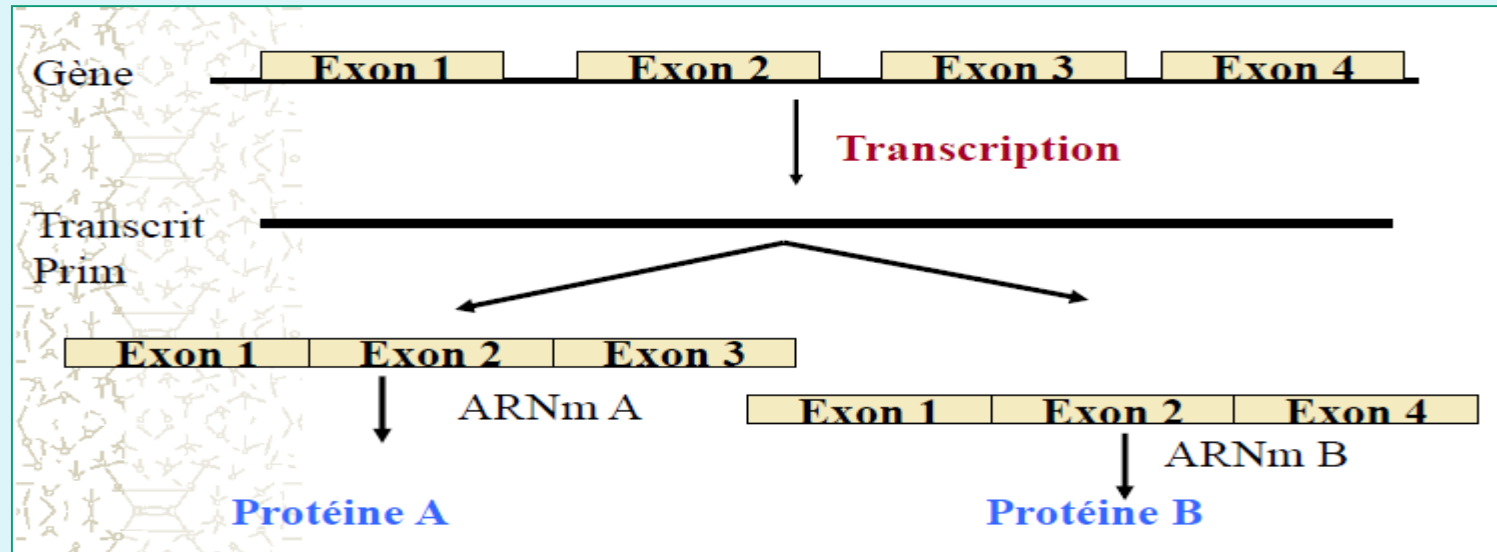 Gène
Exon 1 Exon 2 Exon 3 Exon 4
Transcription
Transcrit
Prim
Exon 1 Exon 2 Exon 3
ARNm A
Exon 1 Exon 2 Exon 4
ARNm B
Protéine A Protéine B